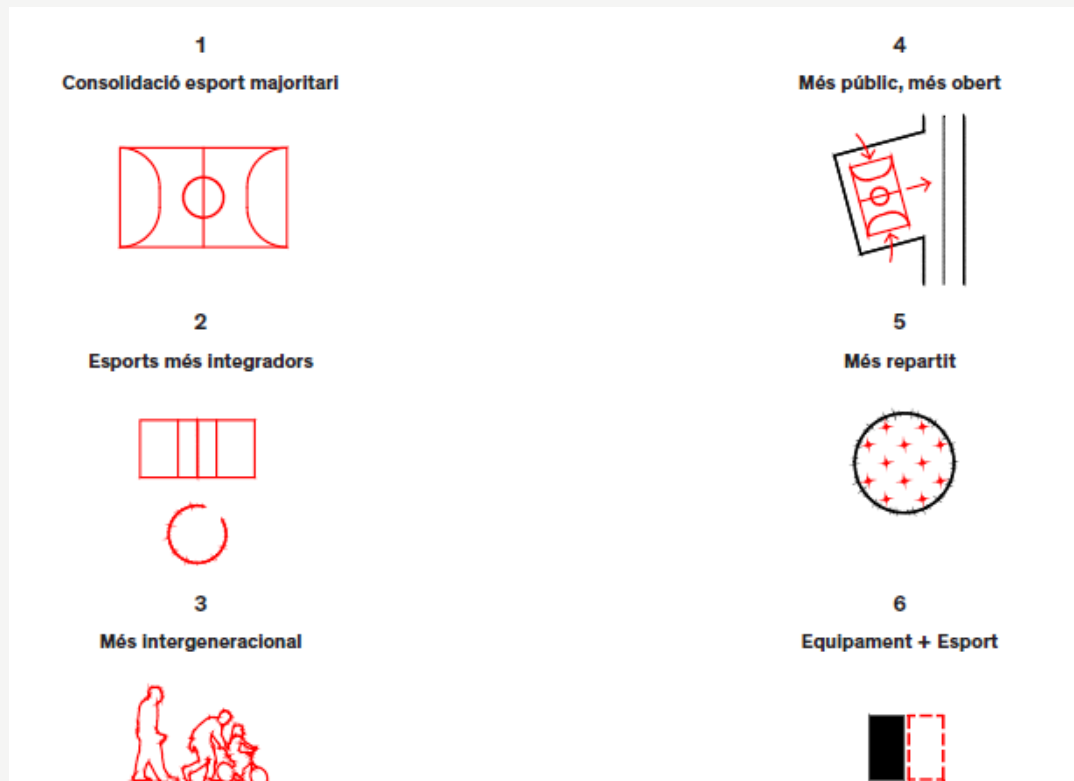 1
Consolidació esport majoritari
2
Esports més integradors
3
Més intergeneracional
4
Més públic, més obert
5
Més repartit
6
Equipament + Esport